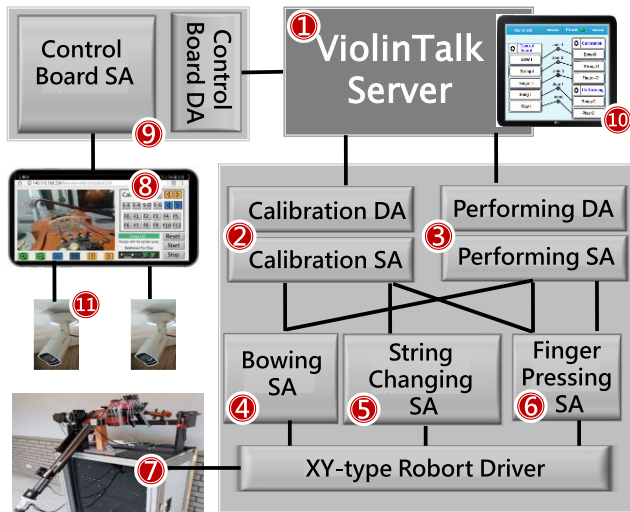 Control
Board SA
Control
Board DA
1
ViolinTalk
Server
10
9
8
Reset
Start
Stop
11
Calibration DA
2
Calibration SA
Performing DA
3
Performing SA
Bowing
SA
4
String
Changing
SA
5
Finger
Pressing
SA
6
7
XY-type Robort Driver